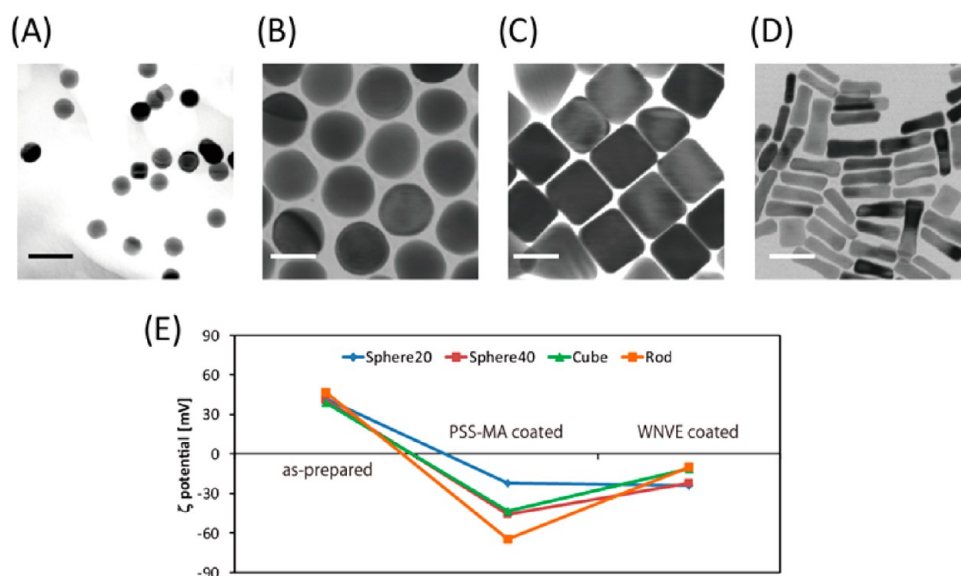 (A)
(B)
(C)
(D)
(E)
90
Sphere20 Sphere40 Cube Rod
60
30
PSS-MA coated
WNVE coated
0
as-prepared
-30
-60
-90
ζ potential [mV]